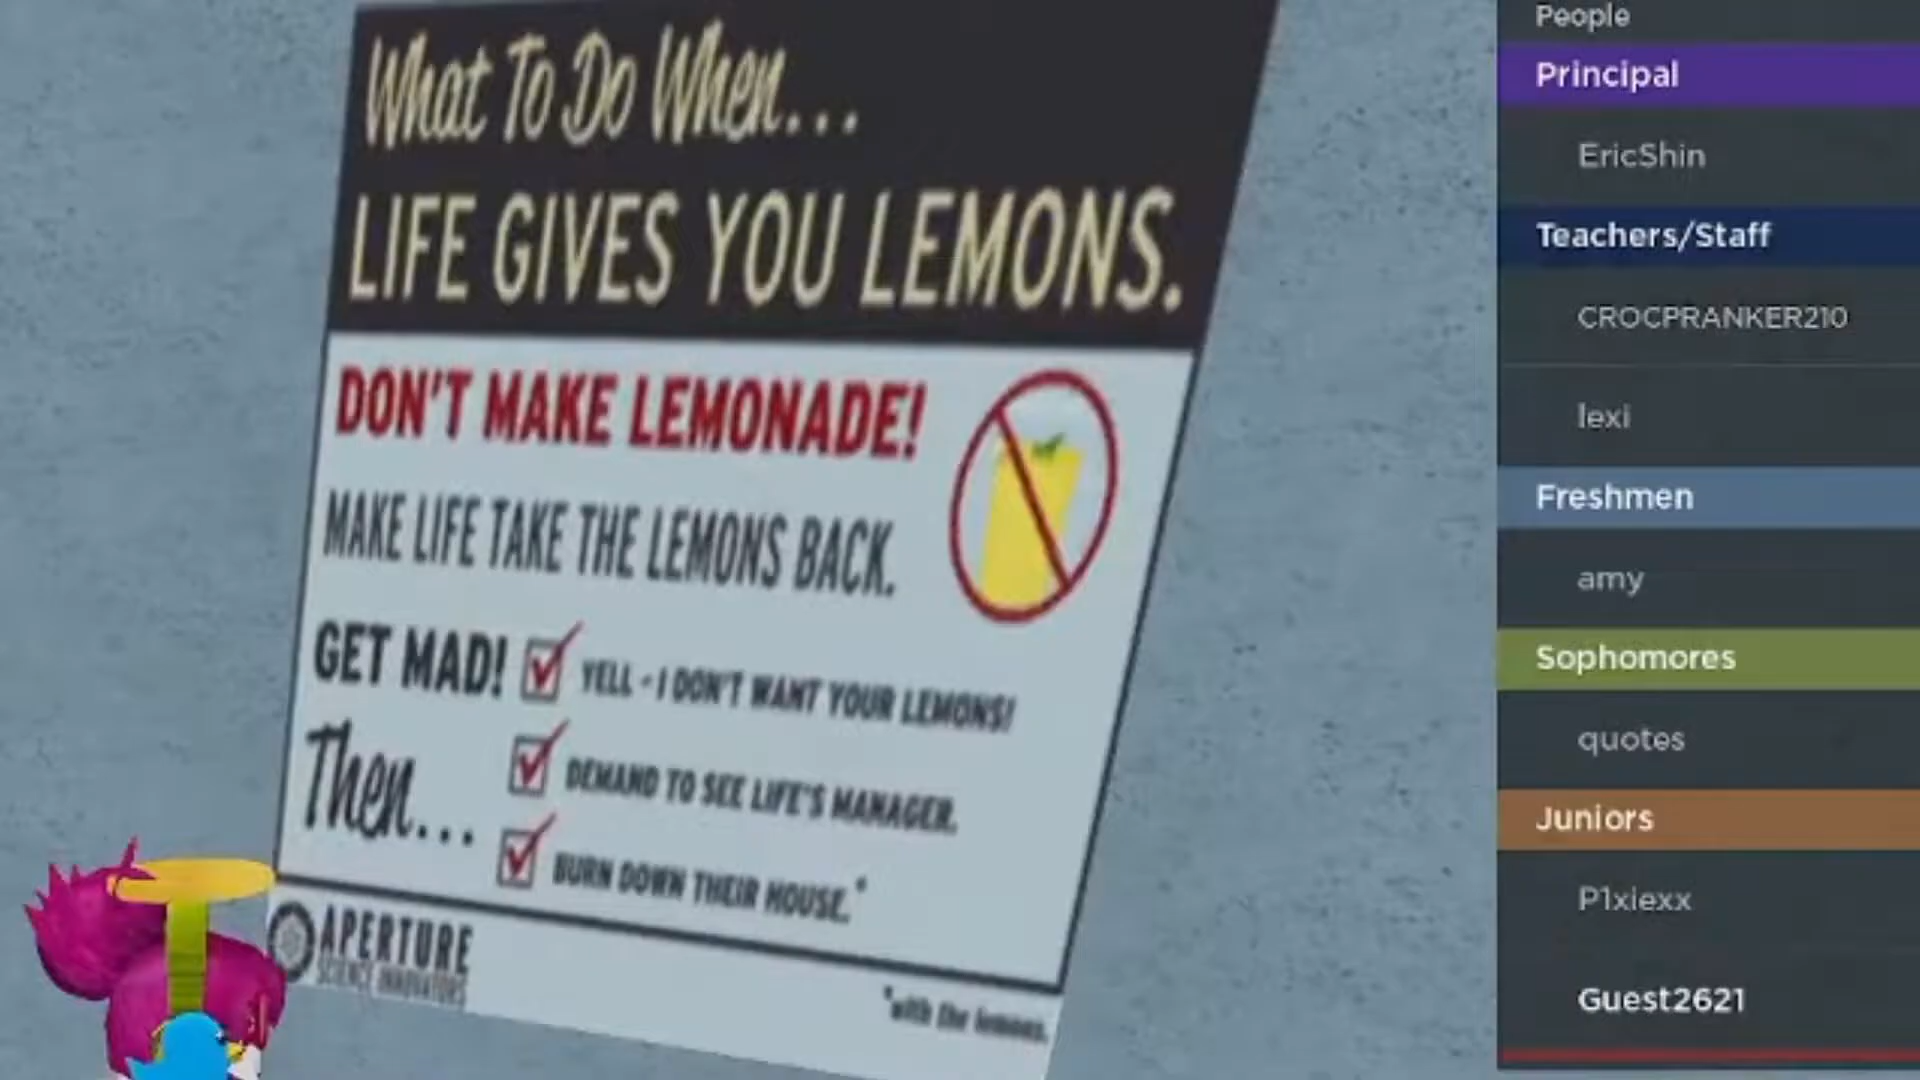 What To Do When...
LIFE GIVES YOU LEMONS.
DON'T MAKE LEMONADE!
MAKE LIFE TAKE THE LEMONS BACK.
GET MAD!
YELL - I DON'T WANT YOUR LEMONS!
Then...
DEMAND TO SEE LIFE'S MANAGER.
BURN DOWN THEIR HOUSE.*
APERTURE
SCIENCE INNOVATORS
*with the lemons.
People
Principal
EricShin
Teachers/Staff
CROCPRANKER210
lexi
Freshmen
amy
Sophomores
quotes
Juniors
P1xiexx
Guest2621